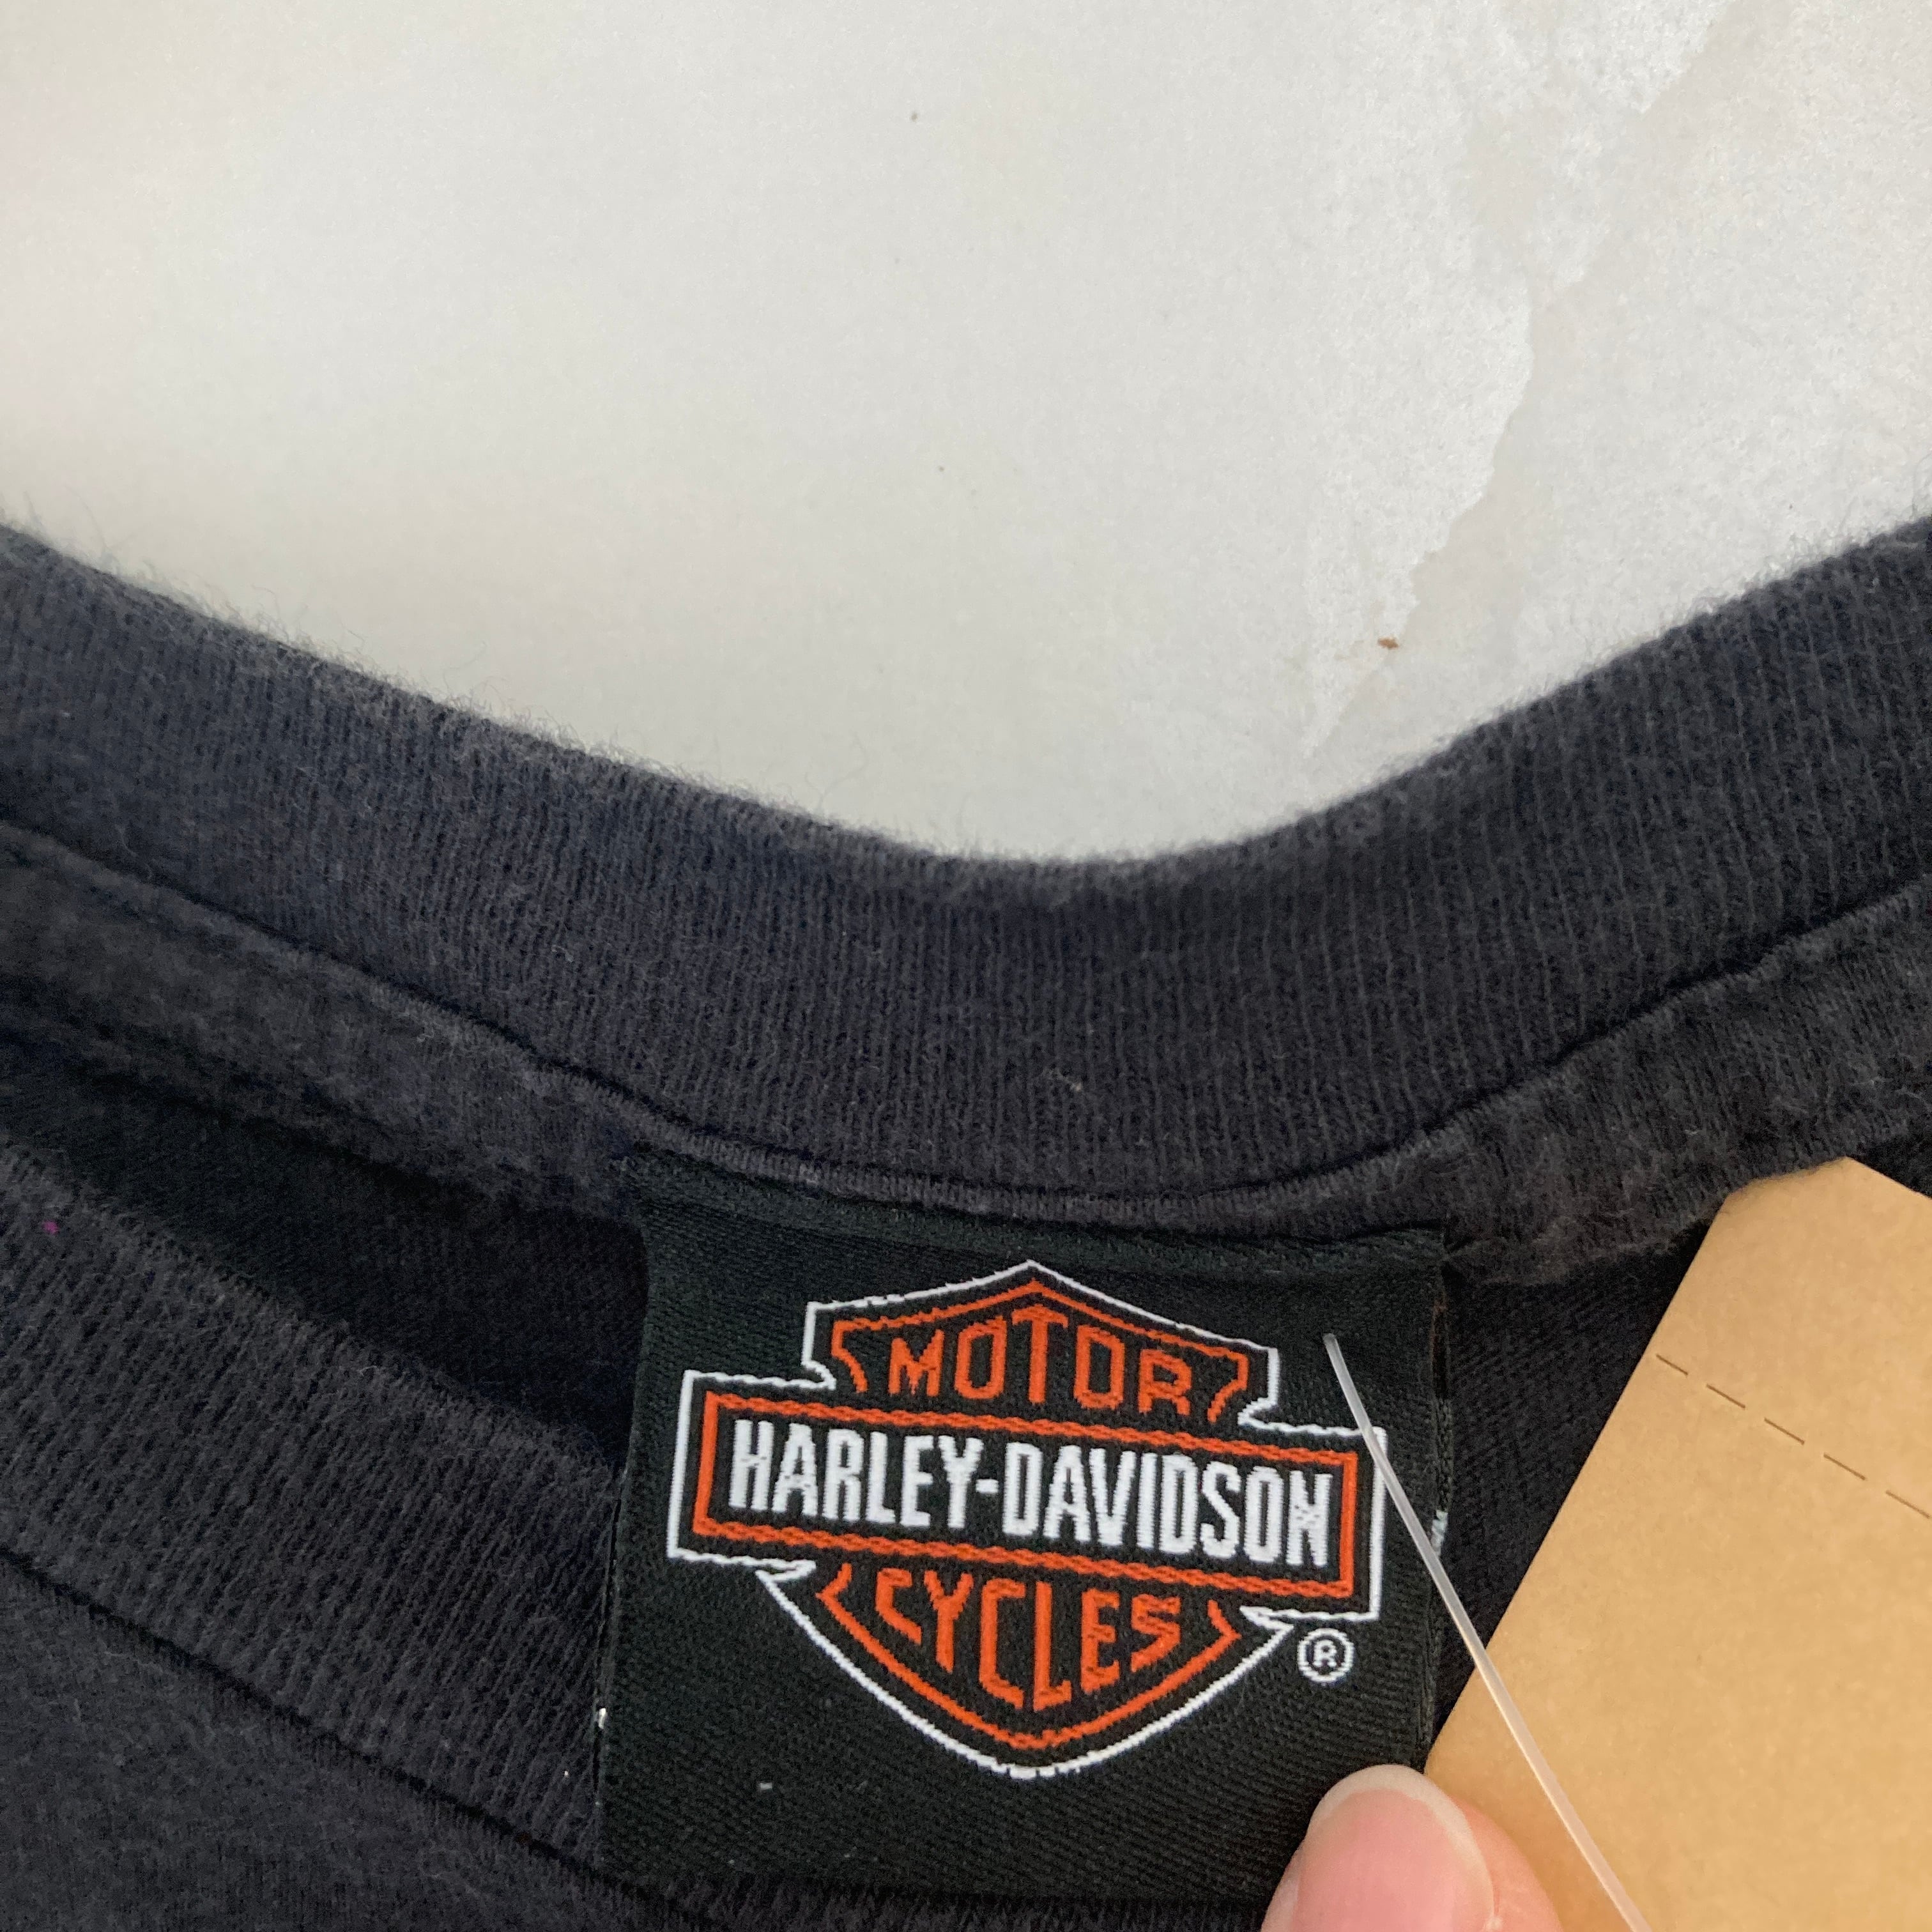 MOTOR
HARLEY-DAVIDSON
CYCLES
®